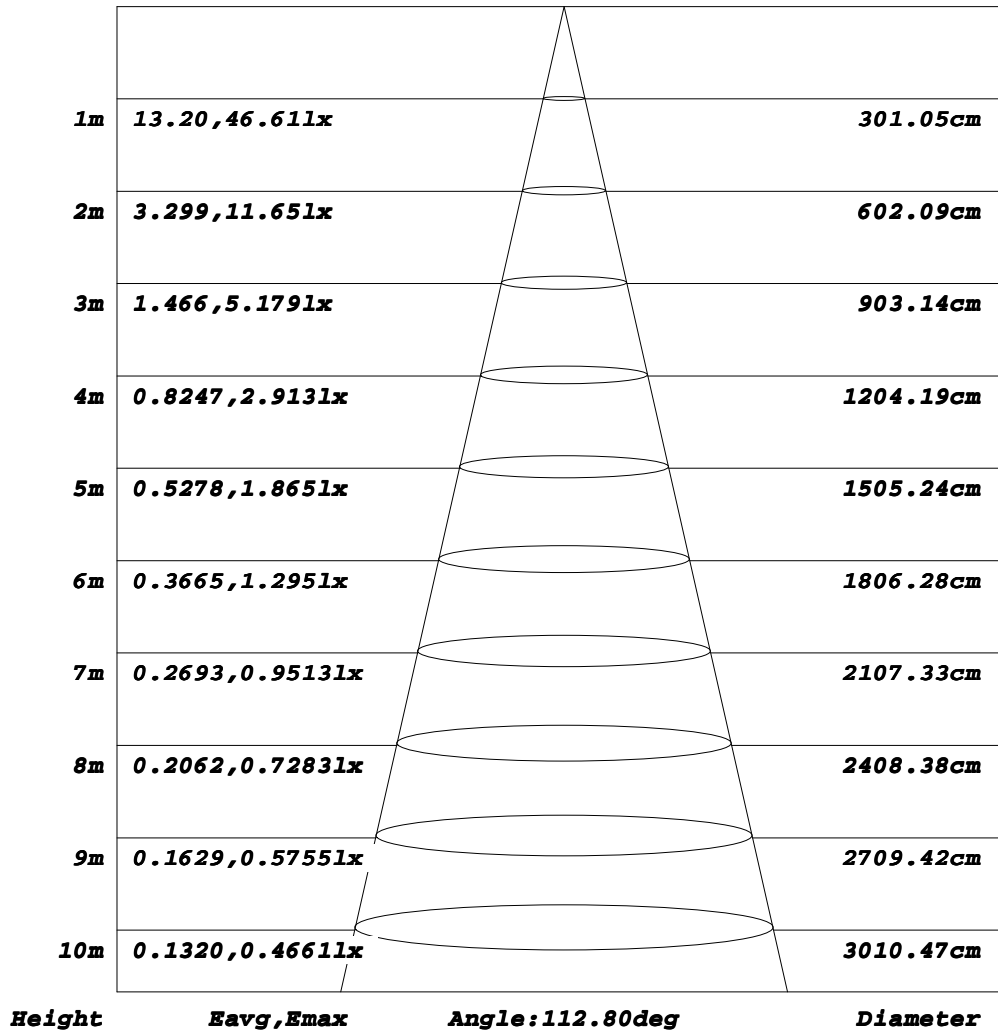 1m 13.20,46.61lx 301.05cm
2m 3.299,11.65lx 602.09cm
3m 1.466,5.179lx 903.14cm
4m 0.8247,2.913lx 1204.19cm
5m 0.5278,1.865lx 1505.24cm
6m 0.3665,1.295lx 1806.28cm
7m 0.2693,0.9513lx 2107.33cm
8m 0.2062,0.7283lx 2408.38cm
9m 0.1629,0.5755lx 2709.42cm
10m 0.1320,0.4661lx 3010.47cm
Height Eavg,Emax Angle:112.80deg Diameter